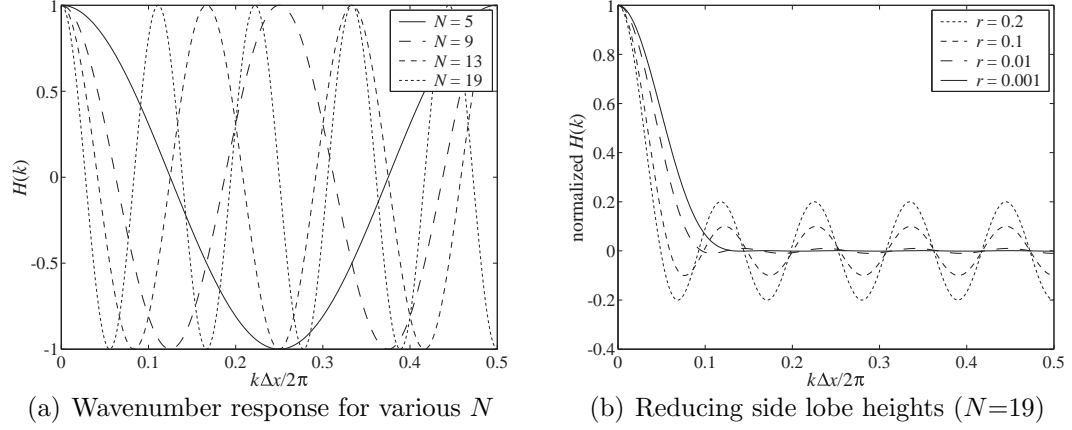 1
0.5
0
-0.5
-1
H(k)
0
0.1
0.2
0.3
0.4
0.5
kΔx/2π
N = 5
N = 9
N = 13
N = 19
(a) Wavenumber response for various N
1
0.8
0.6
0.4
0.2
0
-0.2
-0.4
normalized H(k)
0
0.1
0.2
0.3
0.4
0.5
kΔx/2π
r = 0.2
r = 0.1
r = 0.01
r = 0.001
(b) Reducing side lobe heights (N=19)